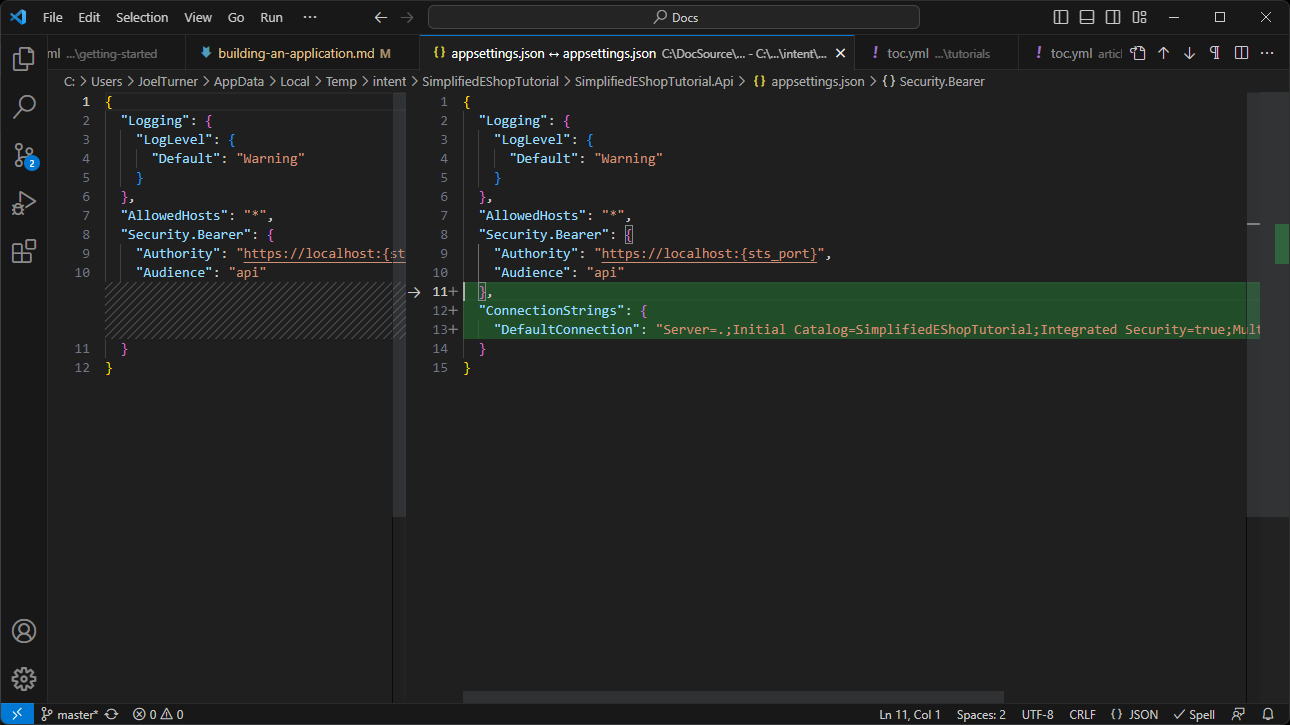 File Edit Selection View Go Run ··· Docs
ml ...\getting-started building-an-application.md M {} appsettings.json ↔ appsettings.json C:\DocSource\... - C:\...\intent\... ! toc.yml ...\tutorials ! toc.yml articl
C: > Users > JoelTurner > AppData > Local > Temp > intent > SimplifiedEShopTutorial > SimplifiedEShopTutorial.Api > {} appsettings.json > {} Security.Bearer
1 {
2 "Logging": {
3 "LogLevel": {
4 "Default": "Warning"
5 }
6 },
7 "AllowedHosts": "*",
8 "Security.Bearer": {
9 "Authority": "https://localhost:{st
10 "Audience": "api"
11 }
12 }
1 {
2 "Logging": {
3 "LogLevel": {
4 "Default": "Warning"
5 }
6 },
7 "AllowedHosts": "*",
8 "Security.Bearer": {
9 "Authority": "https://localhost:{sts_port}",
10 "Audience": "api"
→ 11+ },
12+ "ConnectionStrings": {
13+ "DefaultConnection": "Server=.;Initial Catalog=SimplifiedEShopTutorial;Integrated Security=true;Mult
14 }
15 }
2
master* 0 0 Ln 11, Col 1 Spaces: 2 UTF-8 CRLF {} JSON Spell